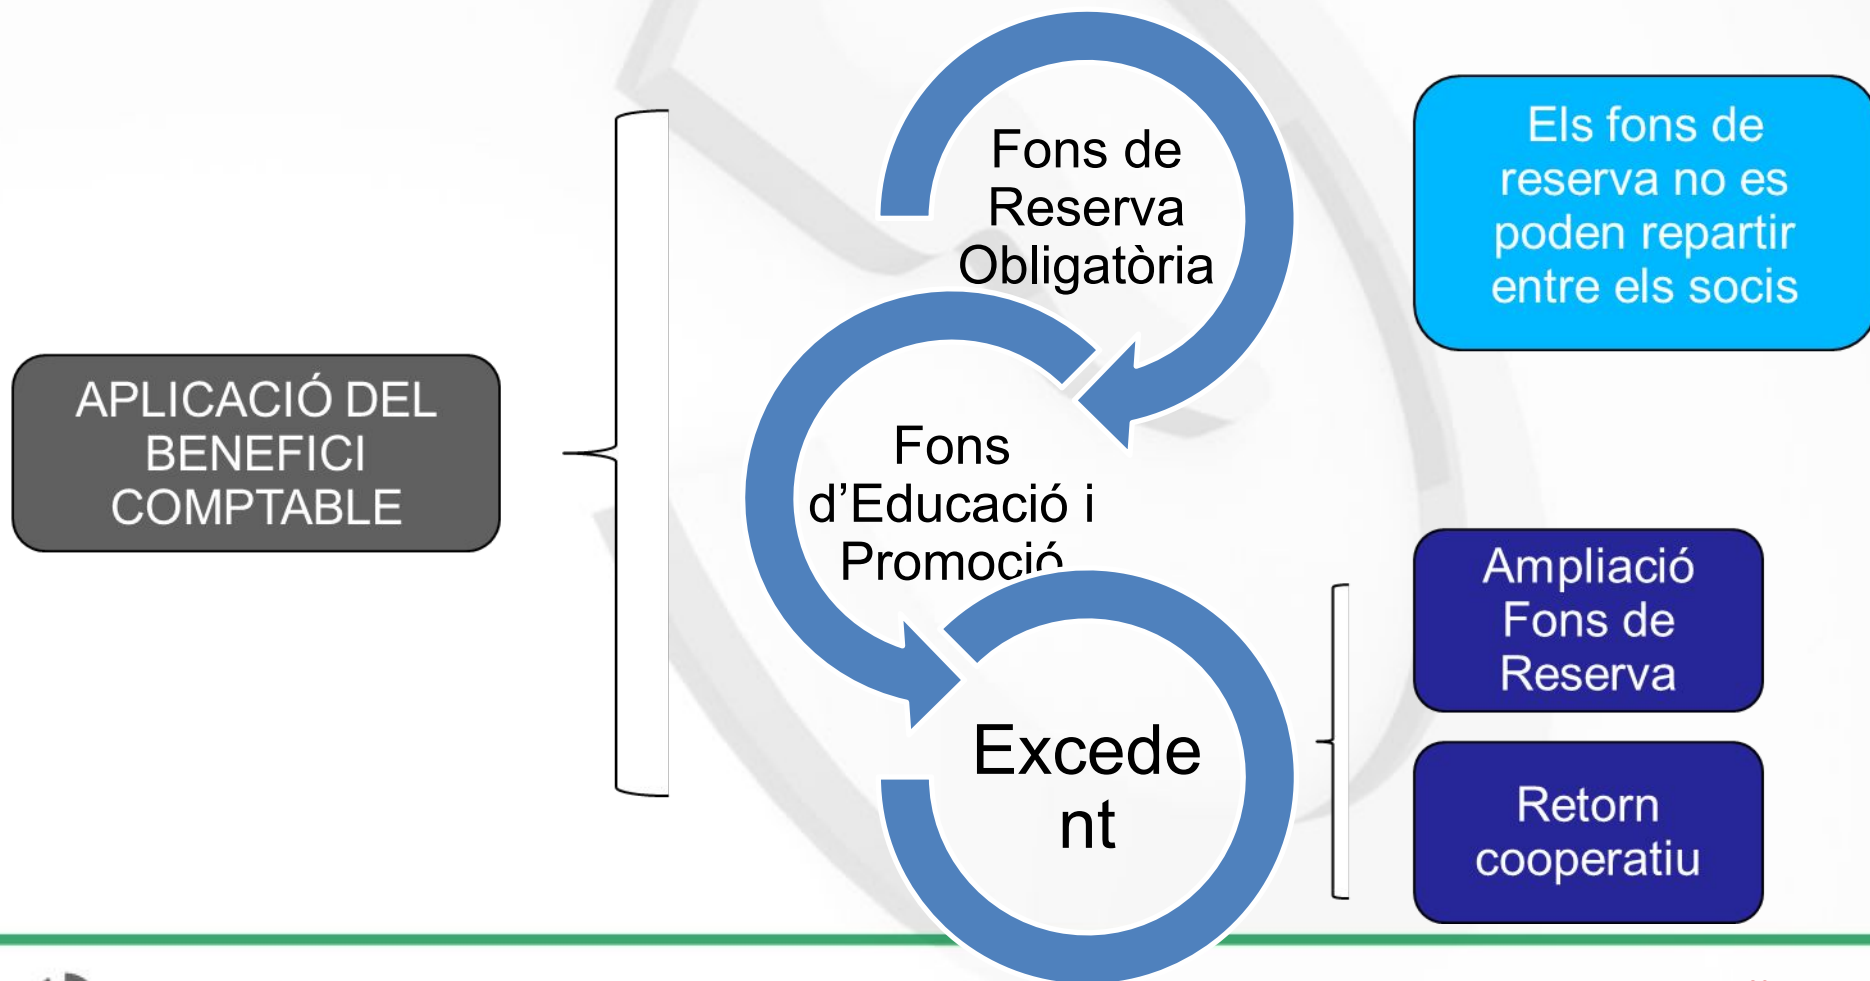 APLICACIÓ DEL
BENEFICI
COMPTABLE
Fons de
Reserva
Obligatòria
Fons
d’Educació i
Promoció
Excede
nt
Els fons de
reserva no es
poden repartir
entre els socis
Ampliació
Fons de
Reserva
Retorn
cooperatiu